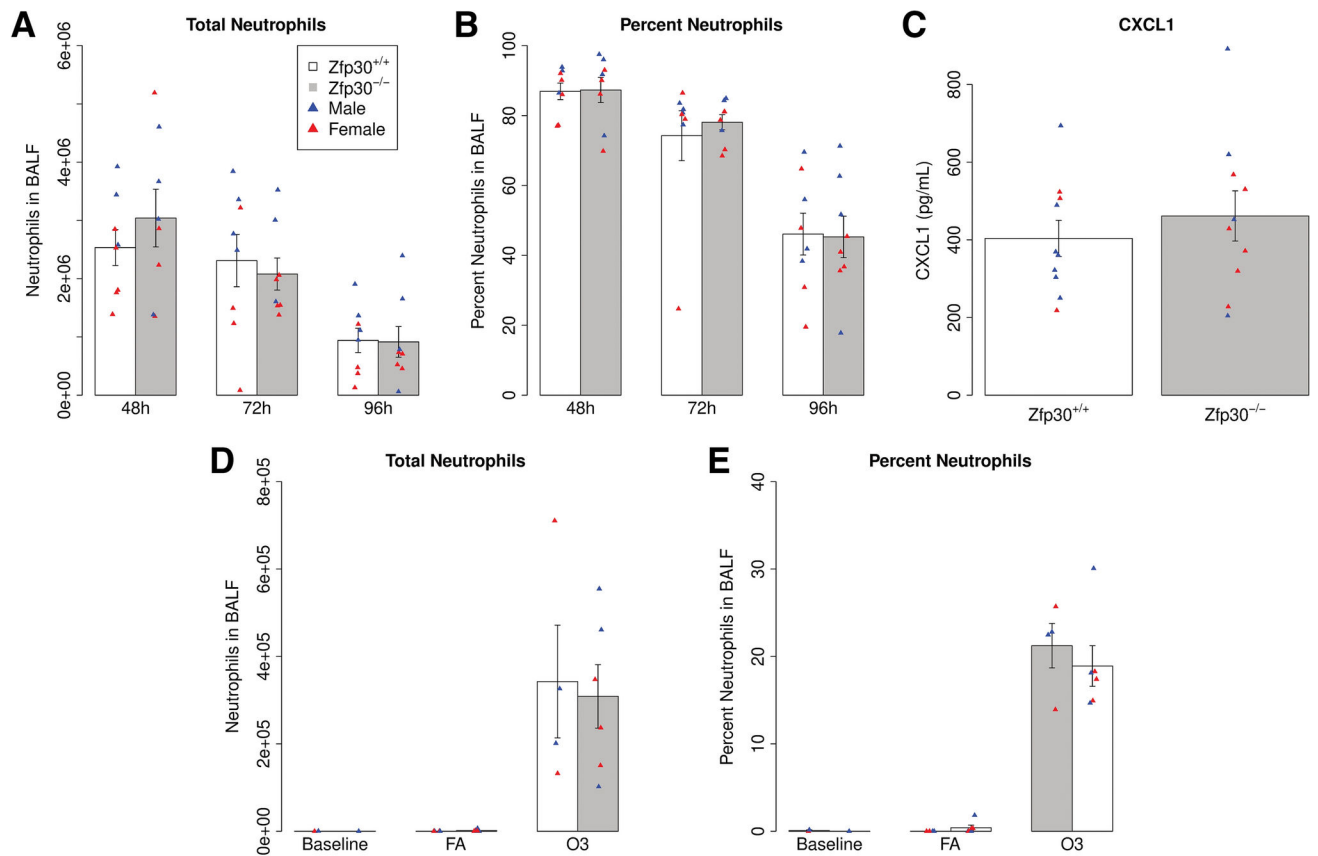 A
Total Neutrophils
Neutrophils in BALF
6e+06
4e+06
2e+06
0e+00
48h
72h
96h
Zfp30+/+
Zfp30−/−
Male
Female
B
Percent Neutrophils
Percent Neutrophils in BALF
100
80
60
40
20
0
48h
72h
96h
C
CXCL1
CXCL1 (pg/mL)
800
600
400
200
0
Zfp30+/+
Zfp30−/−
D
Total Neutrophils
Neutrophils in BALF
8e+05
6e+05
4e+05
2e+05
0e+00
Baseline
FA
O3
E
Percent Neutrophils
Percent Neutrophils in BALF
40
30
20
10
0
Baseline
FA
O3